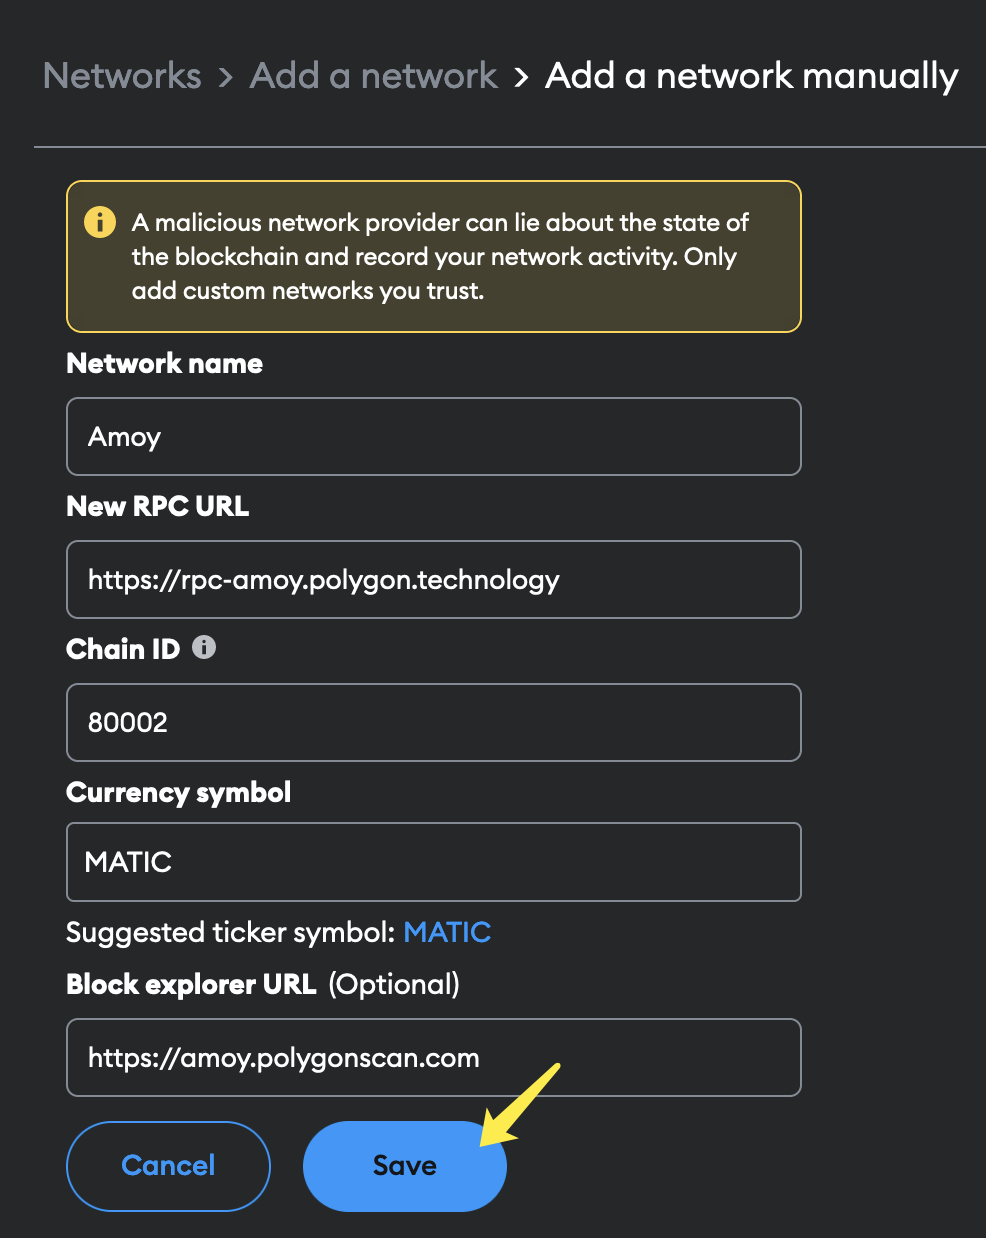 Networks > Add a network > Add a network manually
A malicious network provider can lie about the state of
the blockchain and record your network activity. Only
add custom networks you trust.
Network name
Amoy
New RPC URL
https://rpc-amoy.polygon.technology
Chain ID
80002
Currency symbol
MATIC
Suggested ticker symbol: MATIC
Block explorer URL (Optional)
https://amoy.polygonscan.com
Cancel
Save